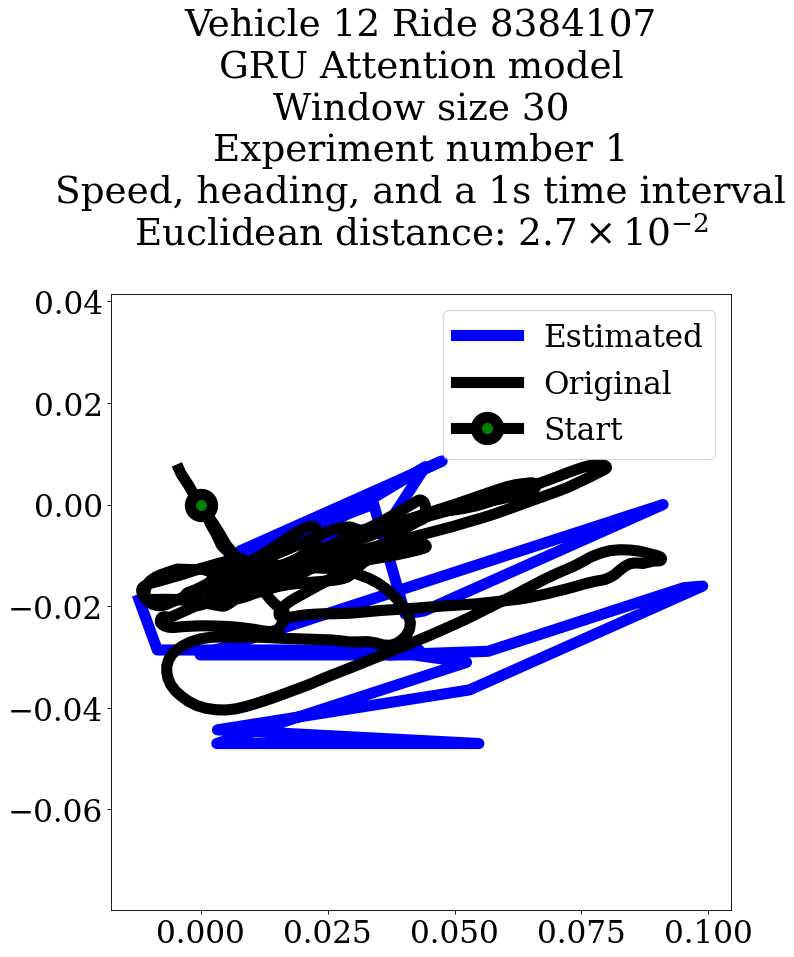 Vehicle 12 Ride 8384107
GRU Attention model
Window size 30
Experiment number 1
Speed, heading, and a 1s time interval
Euclidean distance: 2.7 × 10⁻²
Estimated
Original
Start
0.04
0.02
0.00
−0.02
−0.04
−0.06
0.000 0.025 0.050 0.075 0.100